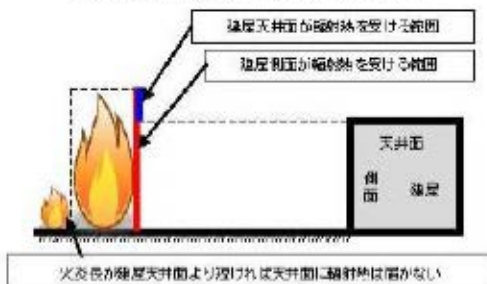 建屋天井面が輻射熱を受ける範囲
建屋側面が輻射熱を受ける範囲
天井面
側面
建屋
火炎長が建屋天井面より短ければ天井面に輻射熱は届かない